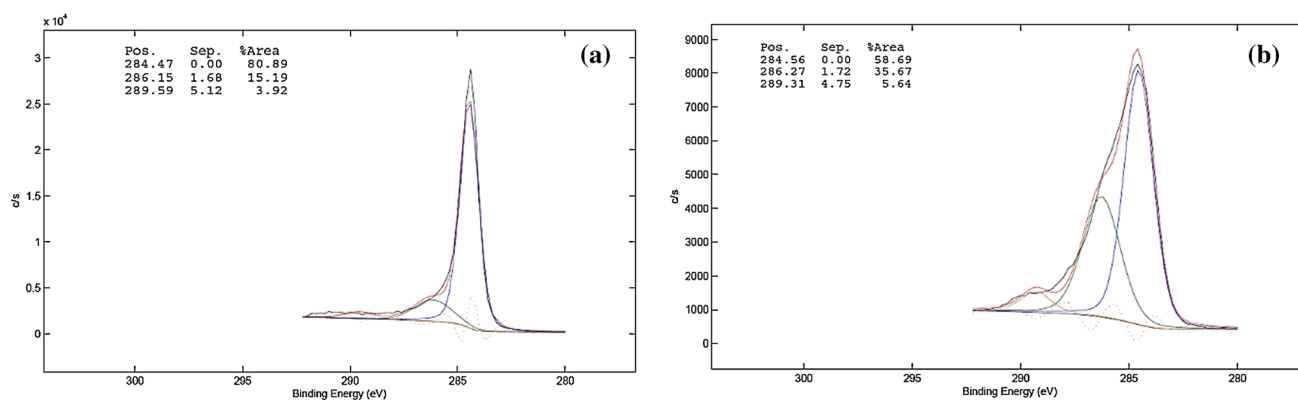 x 10⁴
(a)
Pos. Sep. %Area
284.47 0.00 80.89
286.15 1.68 15.19
289.59 5.12 3.92
3
2.5
2
1.5
1
0.5
0
c/s
300 295 290 285 280
Binding Energy (eV)
(b)
Pos. Sep. %Area
284.56 0.00 58.69
286.27 1.72 35.67
289.31 4.75 5.64
9000
8000
7000
6000
5000
4000
3000
2000
1000
0
c/s
300 295 290 285 280
Binding Energy (eV)